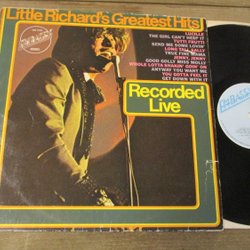 Little Richard's Greatest Hits
LUCILLE
THE GIRL CAN'T HELP IT
TUTTI FRUTTI
SEND ME SOME LOVIN'
LONG TALL SALLY
TRUE FINE MAMA
JENNY, JENNY
GOOD GOLLY MISS MOLLY
WHOLE LOTTA SHAKIN' GOIN' ON
ANYWAY YOU WANT ME
YOU GOTTA FEEL IT
GET DOWN WITH IT
Recorded
Live